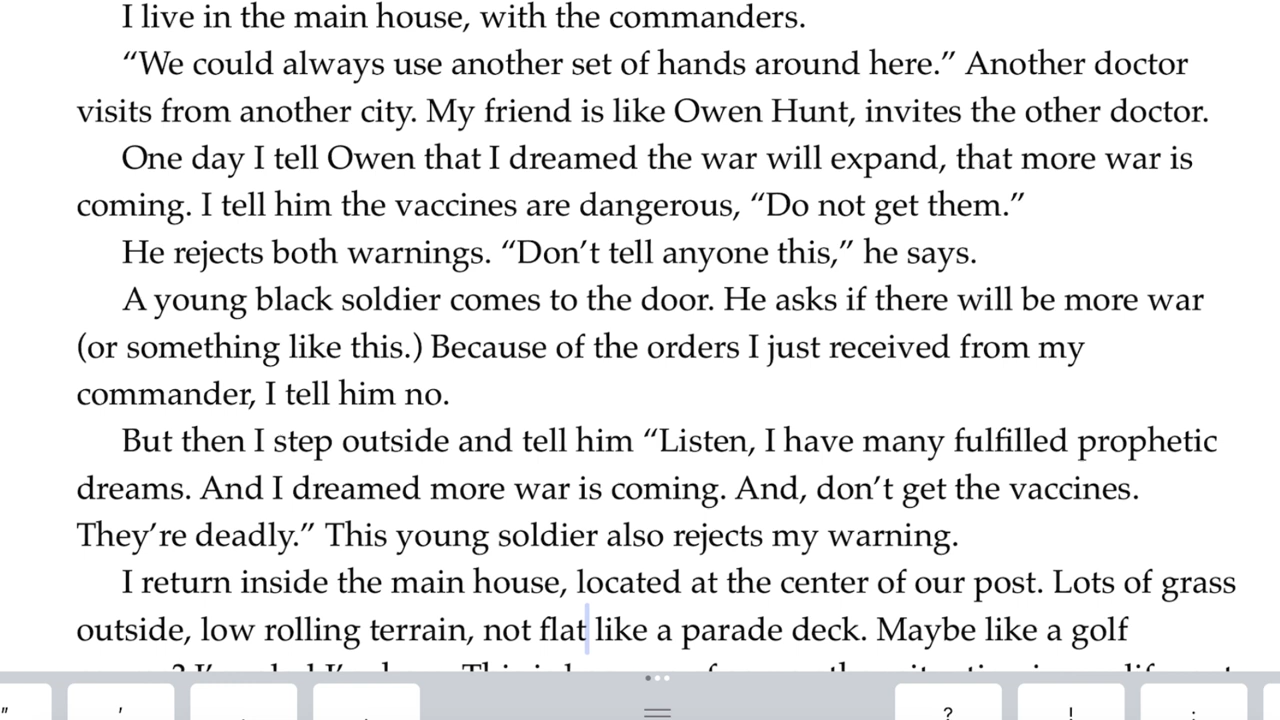 I live in the main house, with the commanders.
“We could always use another set of hands around here.” Another doctor
visits from another city. My friend is like Owen Hunt, invites the other doctor.
One day I tell Owen that I dreamed the war will expand, that more war is
coming. I tell him the vaccines are dangerous, “Do not get them.”
He rejects both warnings. “Don’t tell anyone this,” he says.
A young black soldier comes to the door. He asks if there will be more war
(or something like this.) Because of the orders I just received from my
commander, I tell him no.
But then I step outside and tell him “Listen, I have many fulfilled prophetic
dreams. And I dreamed more war is coming. And, don’t get the vaccines.
They’re deadly.” This young soldier also rejects my warning.
I return inside the main house, located at the center of our post. Lots of grass
outside, low rolling terrain, not flat like a parade deck. Maybe like a golf